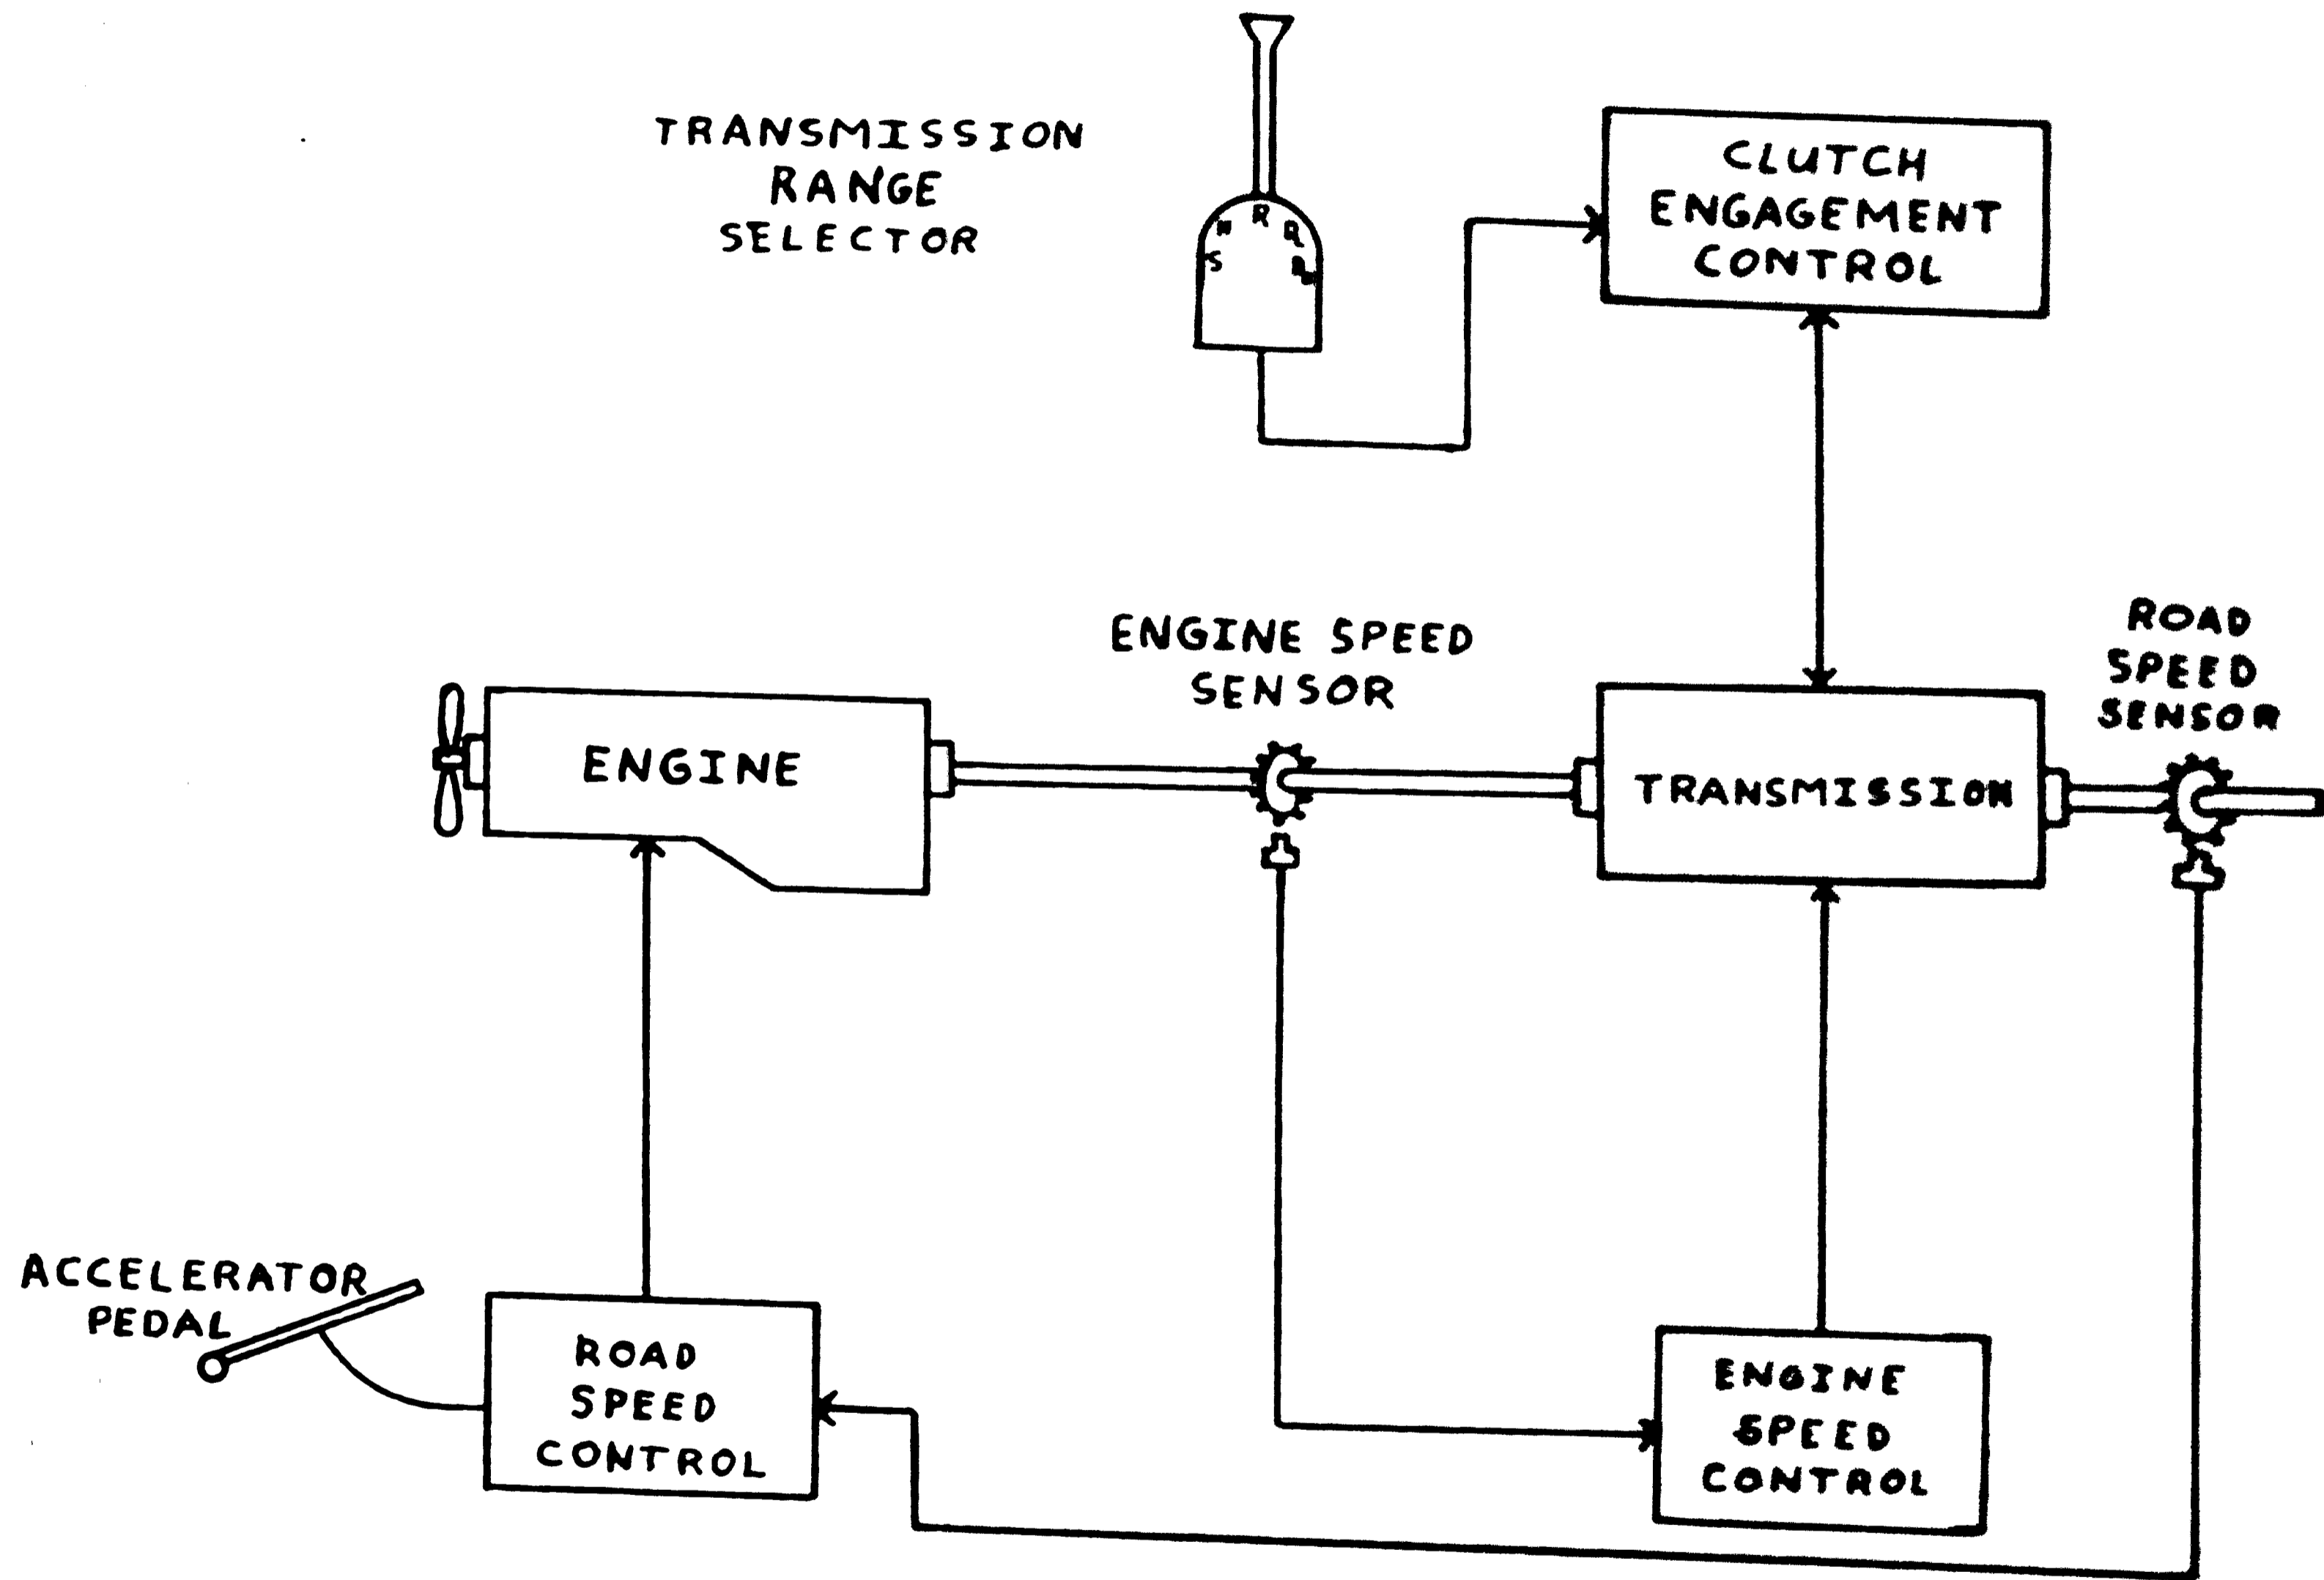 TRANSMISSION
RANGE
SELECTOR
S N R R L
CLUTCH
ENGAGEMENT
CONTROL
ENGINE SPEED
SENSOR
ROAD
SPEED
SENSOR
ENGINE
TRANSMISSION
ACCELERATOR
PEDAL
ROAD
SPEED
CONTROL
ENGINE
SPEED
CONTROL